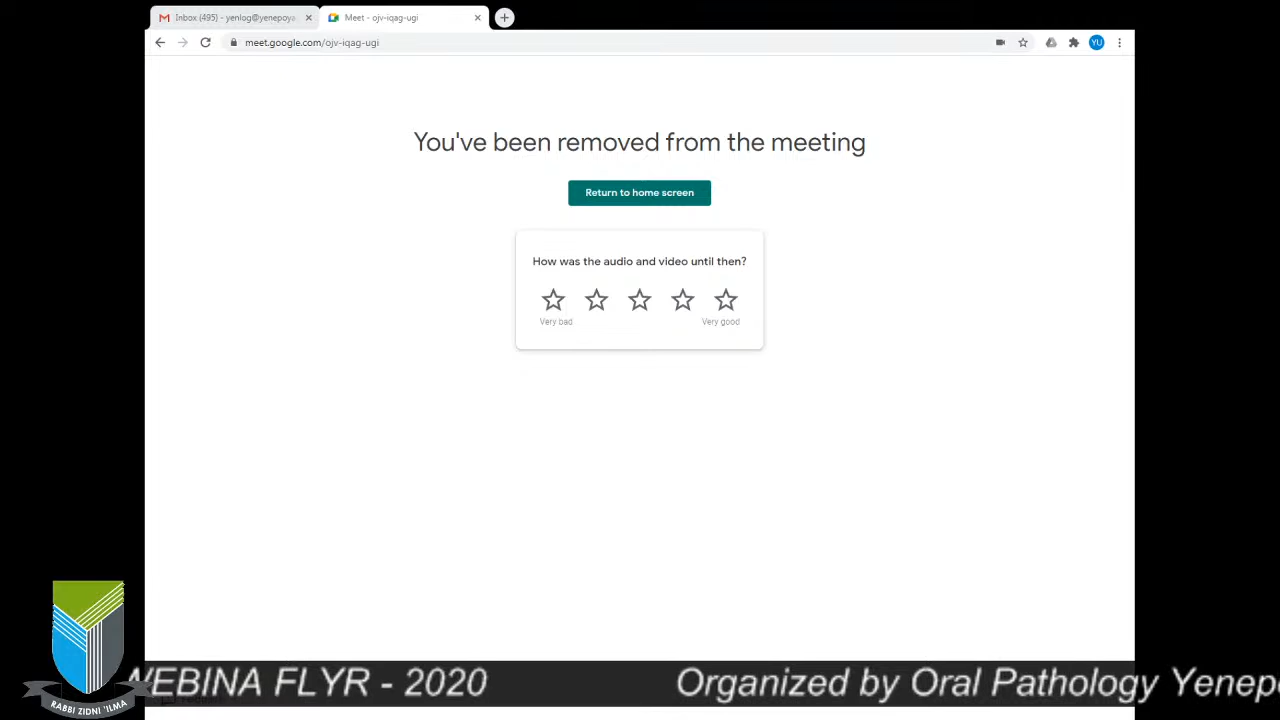 Inbox (495) - yenlog@yenepoya
Meet - ojv-iqag-ugi
meet.google.com/ojv-iqag-ugi
YU
You've been removed from the meeting
Return to home screen
How was the audio and video until then?
Very bad
Very good
FLYR - 2020
Organized by Oral Pathology
RABBI ZIDNI 'ILMA